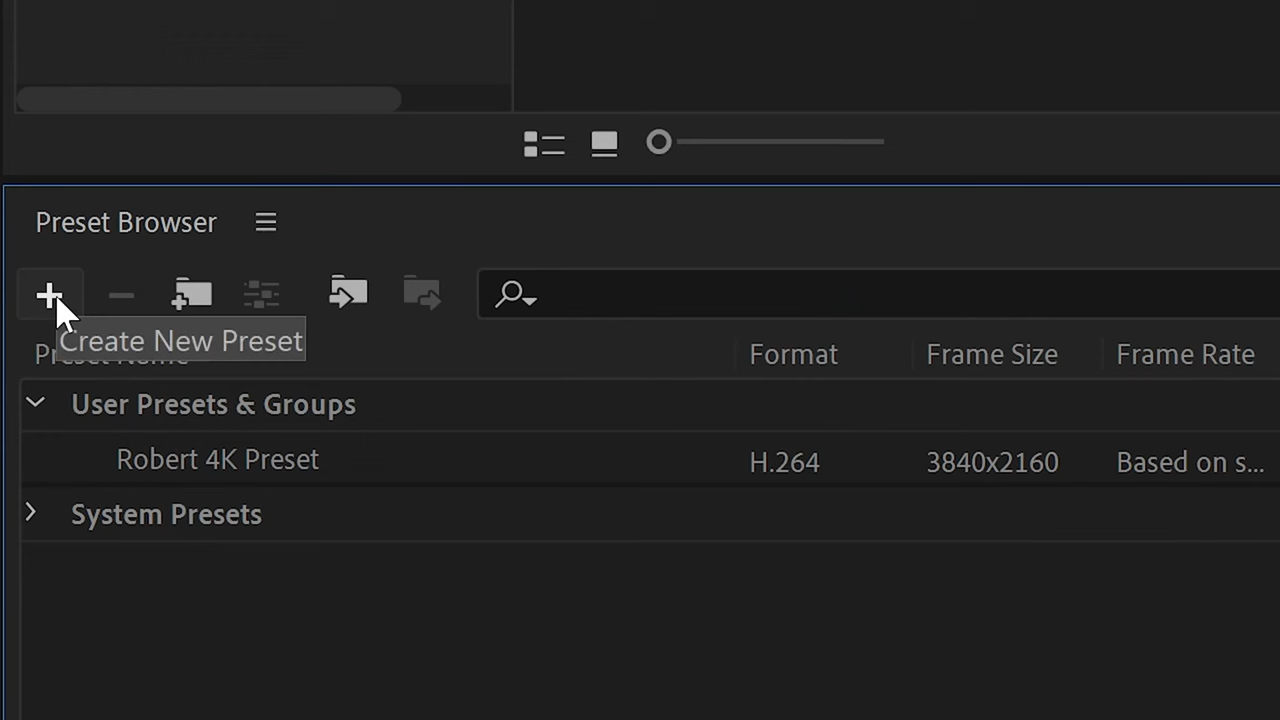 Preset Browser
Create New Preset
Format Frame Size Frame Rate
User Presets & Groups
Robert 4K Preset H.264 3840x2160 Based on s...
System Presets